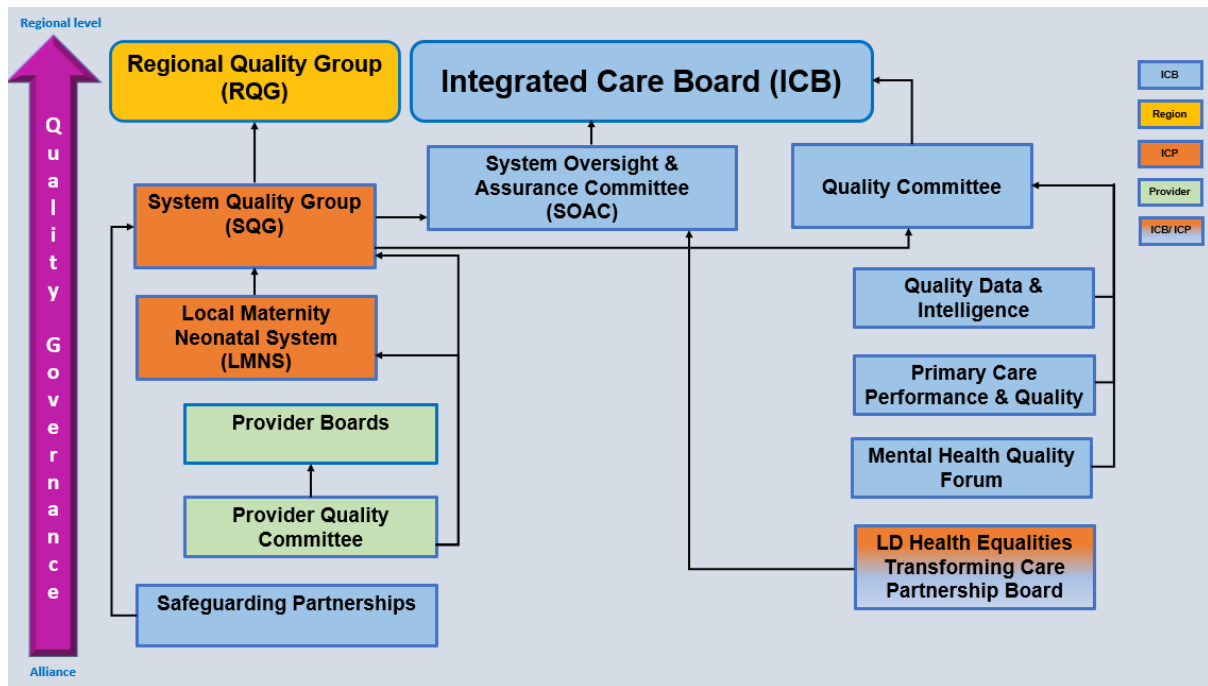 Regional level
Quality Governance
Alliance
Regional Quality Group
(RQG)
Integrated Care Board (ICB)
System Oversight &
Assurance Committee
(SOAC)
Quality Committee
System Quality Group
(SQG)
Local Maternity
Neonatal System
(LMNS)
Provider Boards
Provider Quality
Committee
Safeguarding Partnerships
Quality Data &
Intelligence
Primary Care
Performance & Quality
Mental Health Quality
Forum
LD Health Equalities
Transforming Care
Partnership Board
ICB
Region
ICP
Provider
ICB/ ICP